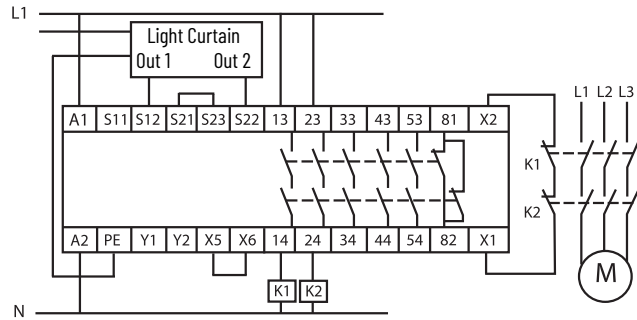 L1
Light Curtain
Out 1 Out 2
A1 S11 S12 S21 S23 S22 13 23 33 43 53 81 X2
L1 L2 L3
K1
K2
A2 PE Y1 Y2 X5 X6 14 24 34 44 54 82 X1
K1 K2
M
N